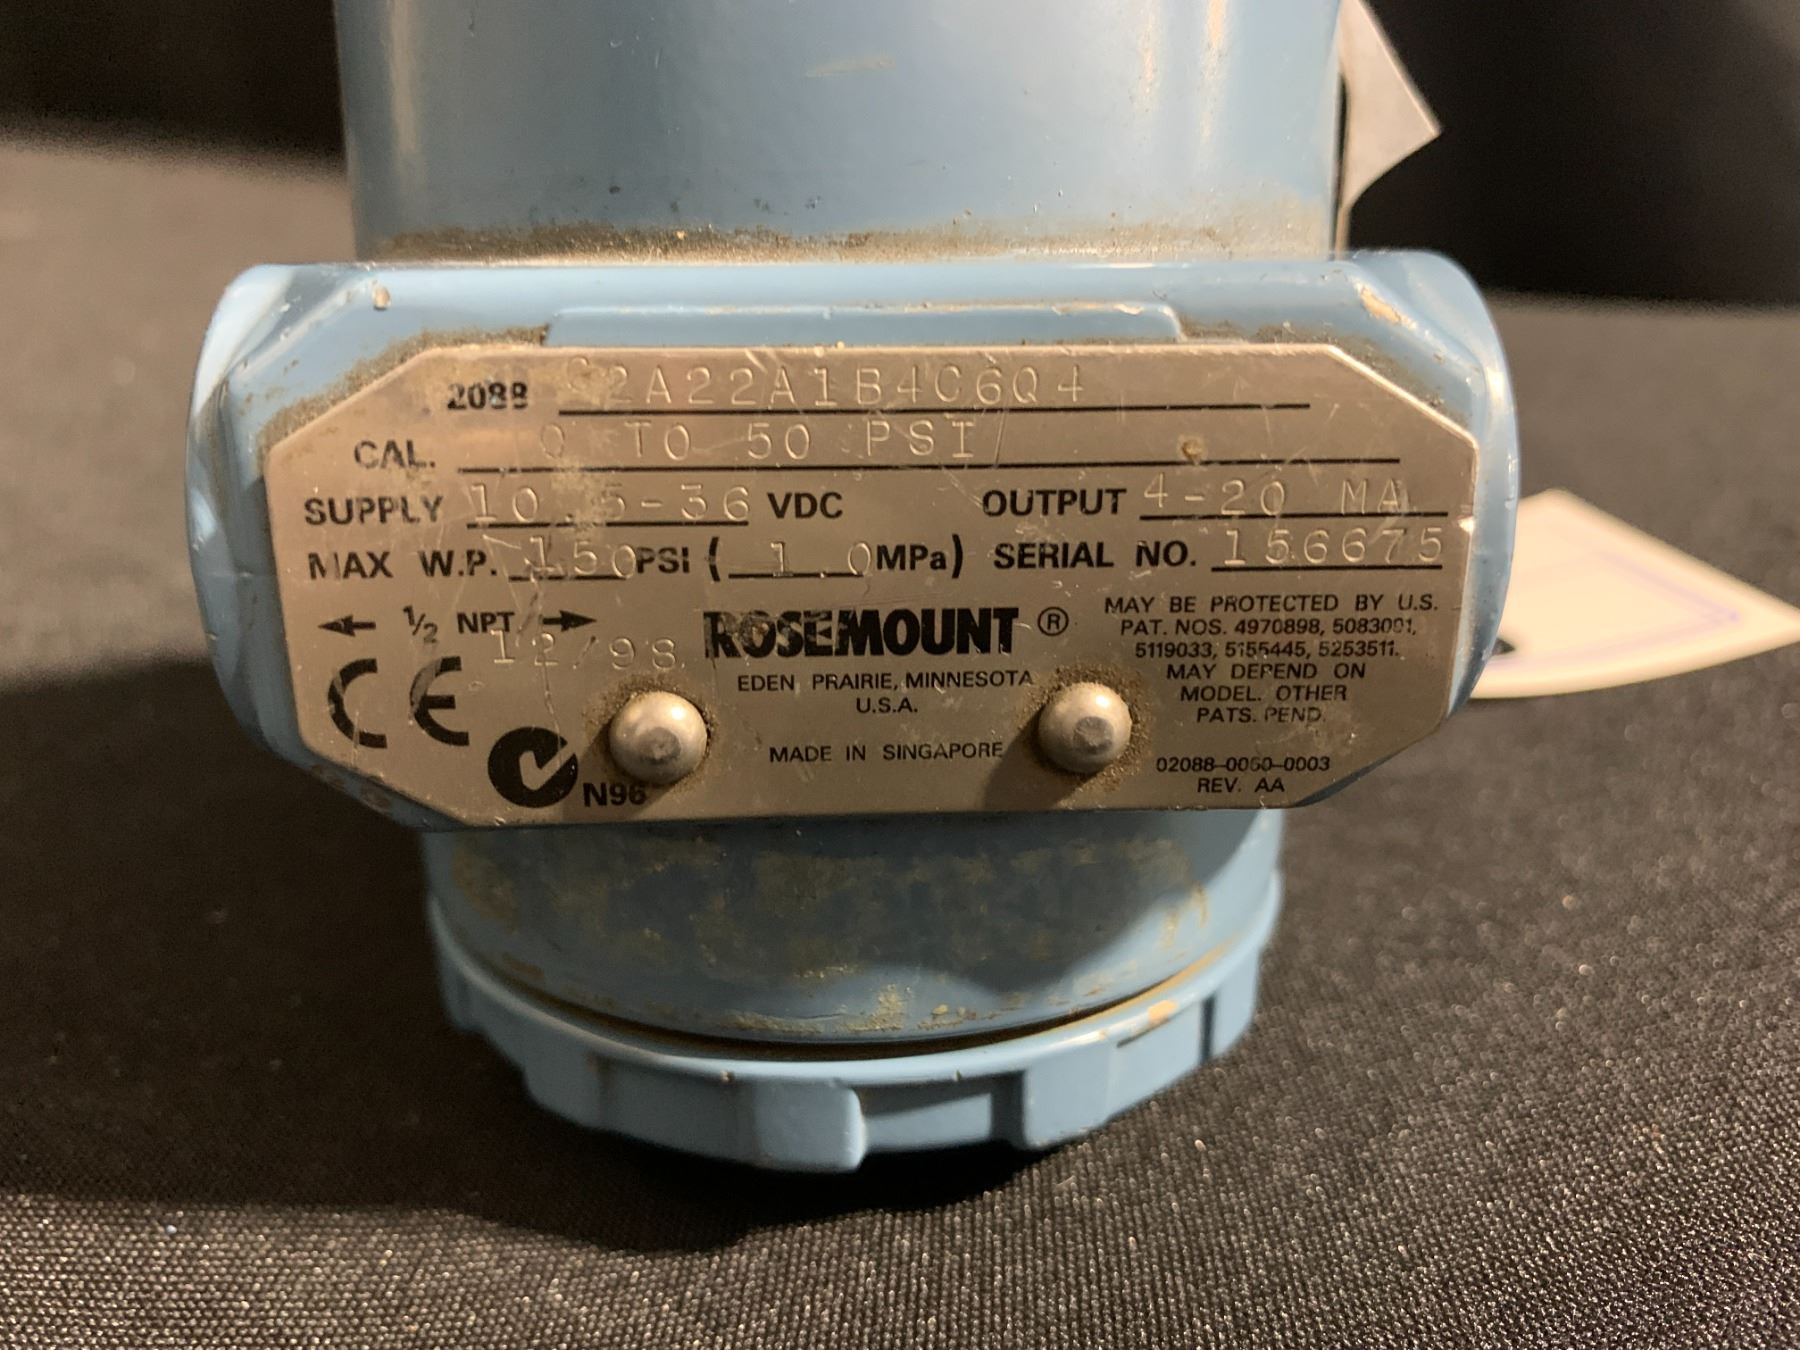 2088 G2A22A1B4C6Q4
CAL. 0 TO 50 PSI
SUPPLY 10.5-36 VDC OUTPUT 4-20 MA
MAX W.P. 150 PSI ( 1.0 MPa) SERIAL NO. 156675
← 1/2 NPT →
12/98
CE
N96
ROSEMOUNT ®
EDEN PRAIRIE, MINNESOTA
U.S.A.
MADE IN SINGAPORE
MAY BE PROTECTED BY U.S.
PAT. NOS. 4970898, 5083091,
5119033, 5155445, 5253511.
MAY DEPEND ON
MODEL. OTHER
PATS. PEND.
02088-0060-0003
REV. AA